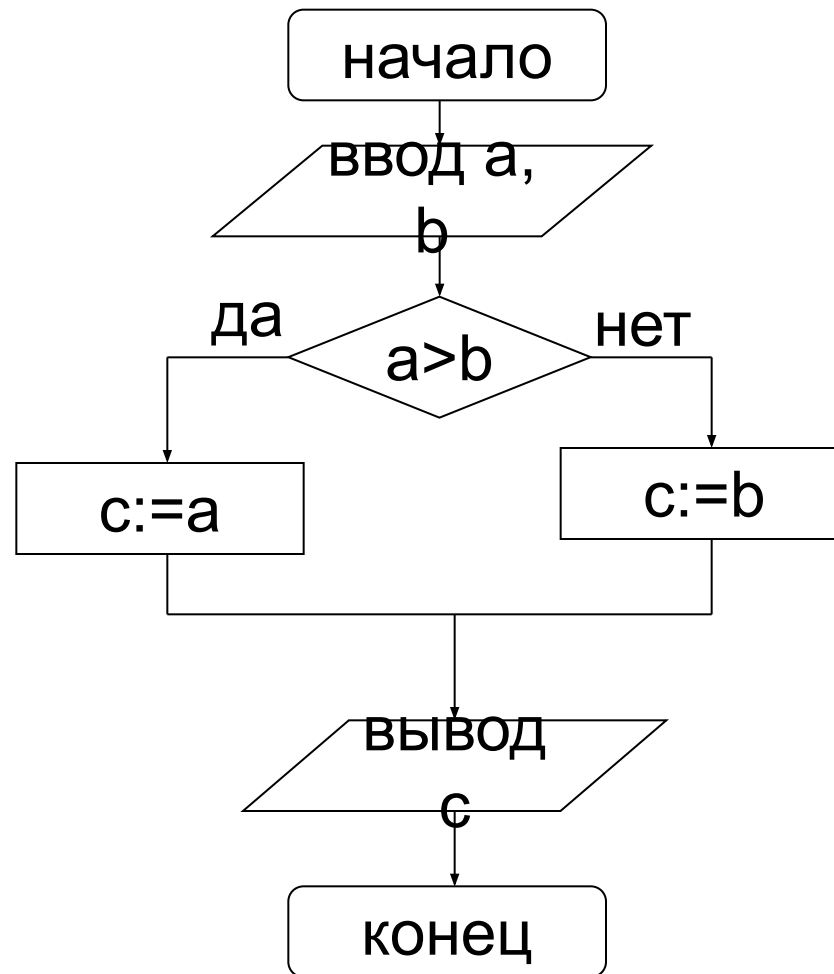 начало
ввод a,
b
да
нет
a>b
c:=a
c:=b
вывод
c
конец